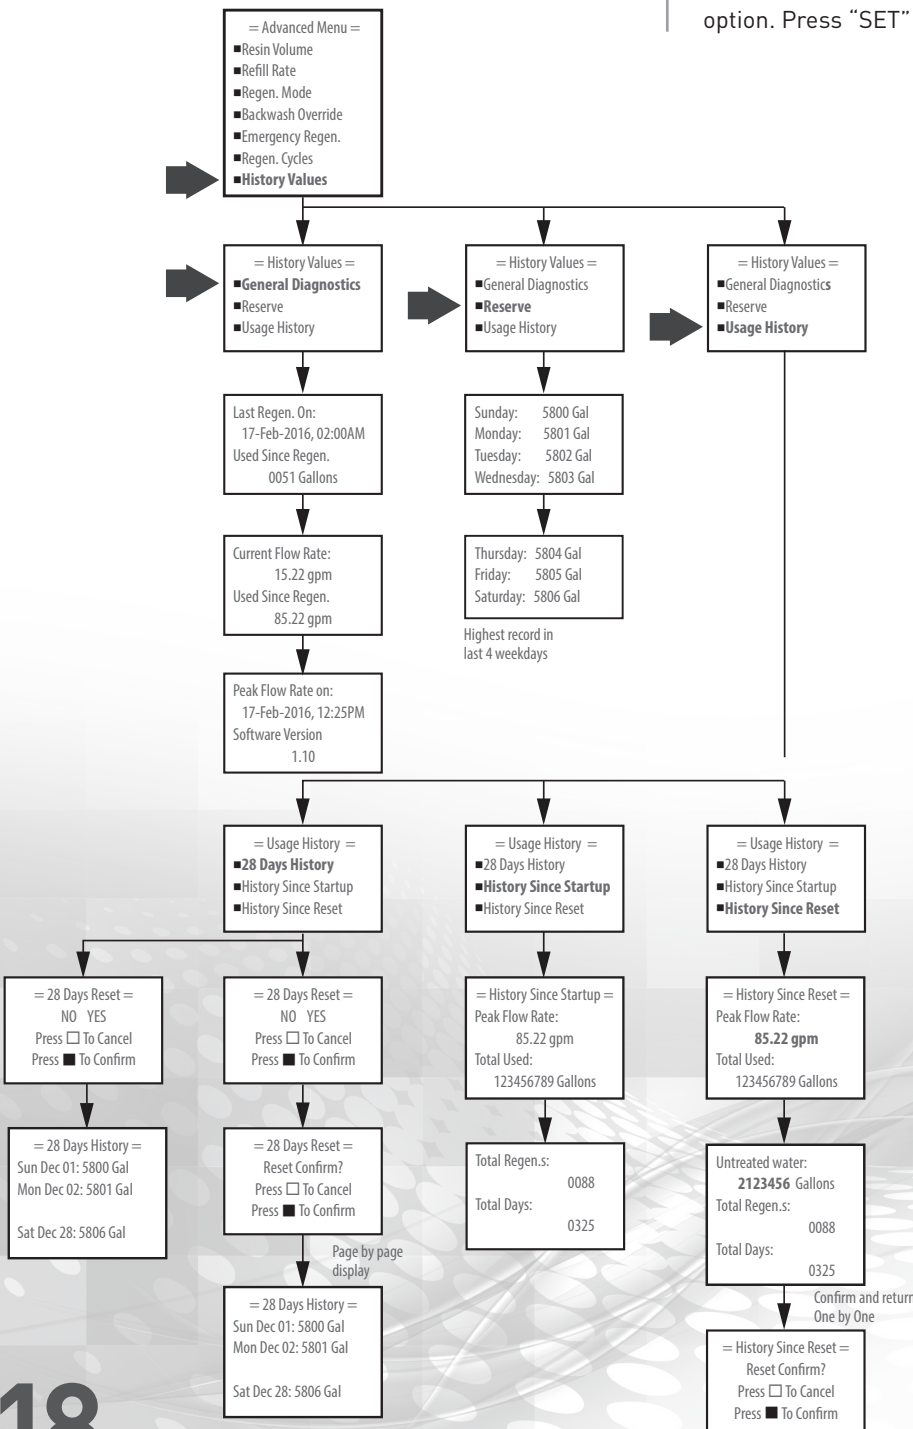 option. Press “SET”
= Advanced Menu =
■Resin Volume
■Refill Rate
■Regen. Mode
■Backwash Override
■Emergency Regen.
■Regen. Cycles
■History Values
= History Values =
■General Diagnostics
■Reserve
■Usage History
= History Values =
■General Diagnostics
■Reserve
■Usage History
= History Values =
■General Diagnostics
■Reserve
■Usage History
Last Regen. On:
17-Feb-2016, 02:00AM
Used Since Regen.
0051 Gallons
Sunday: 5800 Gal
Monday: 5801 Gal
Tuesday: 5802 Gal
Wednesday: 5803 Gal
Current Flow Rate:
15.22 gpm
Used Since Regen.
85.22 gpm
Thursday: 5804 Gal
Friday: 5805 Gal
Saturday: 5806 Gal
Highest record in
last 4 weekdays
Peak Flow Rate on:
17-Feb-2016, 12:25PM
Software Version
1.10
= Usage History =
■28 Days History
■History Since Startup
■History Since Reset
= Usage History =
■28 Days History
■History Since Startup
■History Since Reset
= Usage History =
■28 Days History
■History Since Startup
■History Since Reset
= 28 Days Reset =
NO YES
Press □ To Cancel
Press ■ To Confirm
= 28 Days Reset =
NO YES
Press □ To Cancel
Press ■ To Confirm
= History Since Startup =
Peak Flow Rate:
85.22 gpm
Total Used:
123456789 Gallons
= History Since Reset =
Peak Flow Rate:
85.22 gpm
Total Used:
123456789 Gallons
= 28 Days History =
Sun Dec 01: 5800 Gal
Mon Dec 02: 5801 Gal
Sat Dec 28: 5806 Gal
= 28 Days Reset =
Reset Confirm?
Press □ To Cancel
Press ■ To Confirm
Total Regen.s:
0088
Total Days:
0325
Untreated water:
2123456 Gallons
Total Regen.s:
0088
Total Days:
0325
Page by page
display
Confirm and return
One by One
= 28 Days History =
Sun Dec 01: 5800 Gal
Mon Dec 02: 5801 Gal
Sat Dec 28: 5806 Gal
= History Since Reset =
Reset Confirm?
Press □ To Cancel
Press ■ To Confirm
18